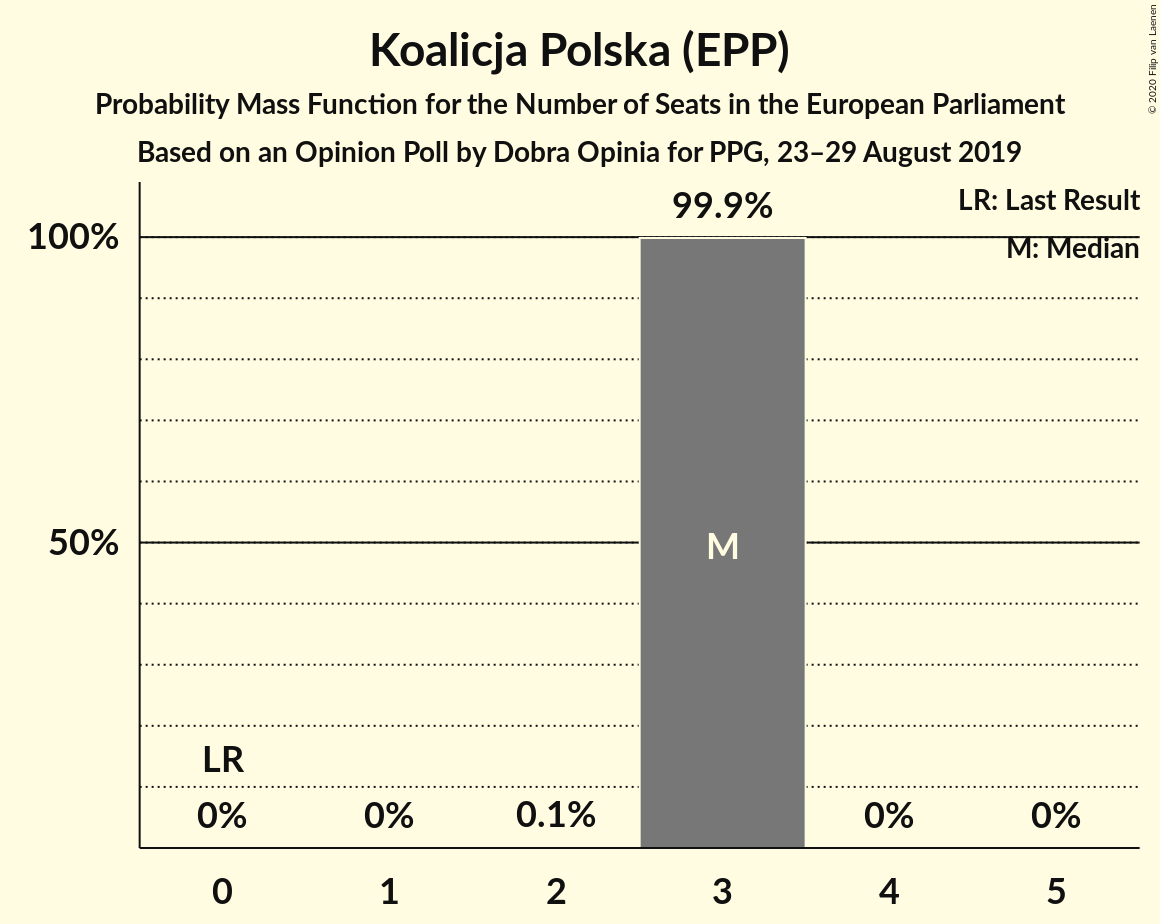 Koalicja Polska (EPP)
Probability Mass Function for the Number of Seats in the European Parliament
Based on an Opinion Poll by Dobra Opinia for PPG, 23–29 August 2019
© 2020 Filip van Laenen
LR: Last Result
M: Median
99.9%
100%
50%
M
LR
0%
0%
0.1%
0%
0%
0
1
2
3
4
5